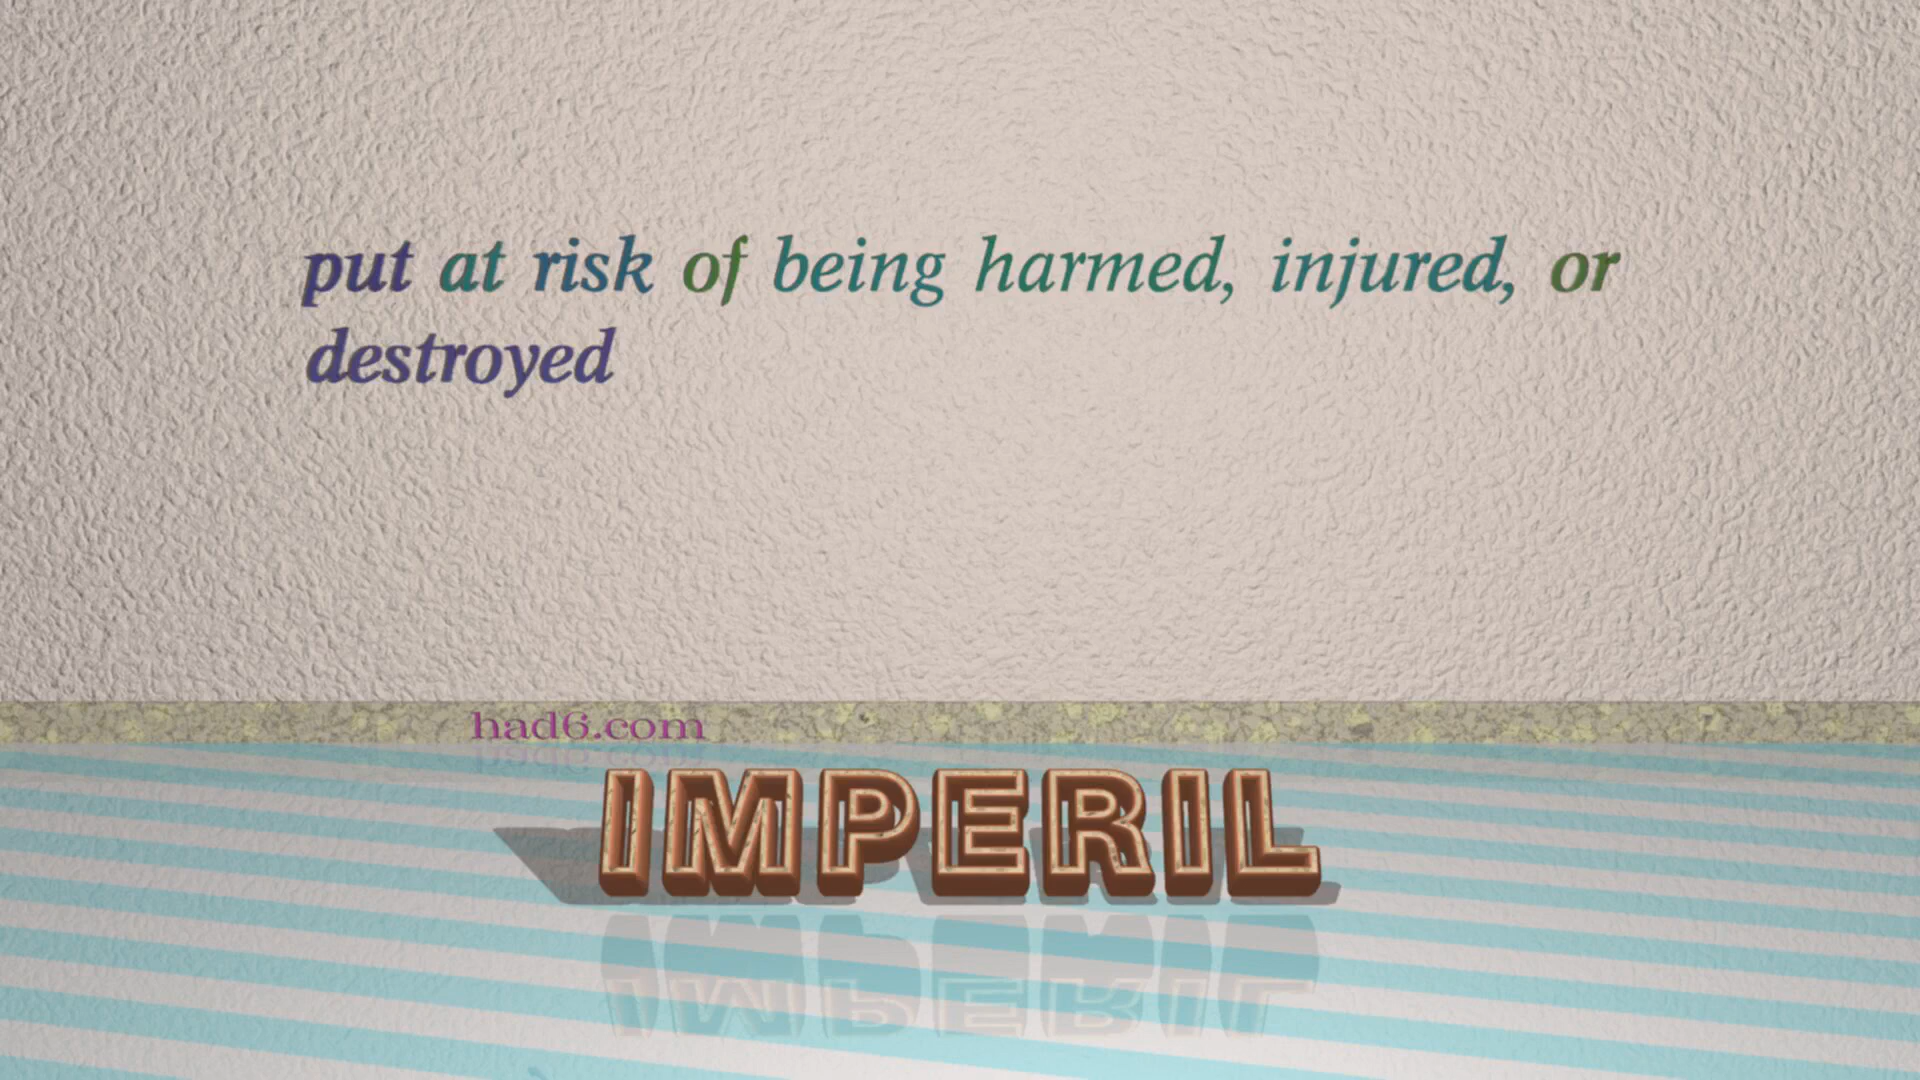 put at risk of being harmed, injured, or
destroyed
had6.com
IMPERIL